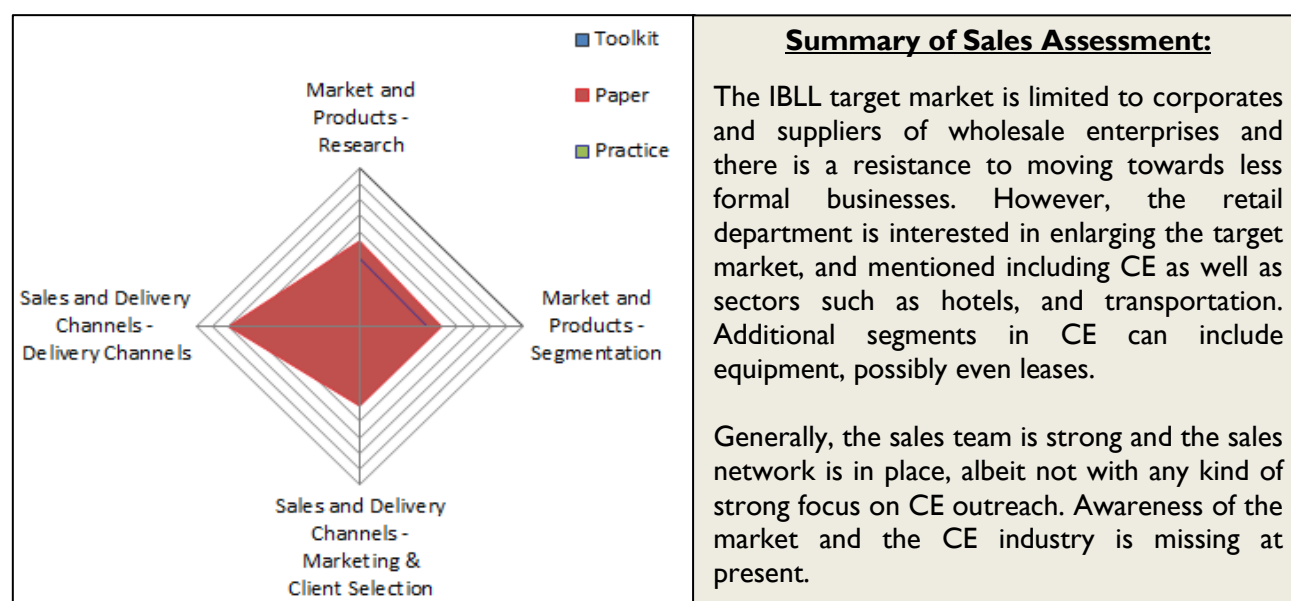 Toolkit
Paper
Practice
Market and
Products -
Research
Sales and Delivery
Channels -
Delivery Channels
Market and
Products -
Segmentation
Sales and Delivery
Channels -
Marketing &
Client Selection
Summary of Sales Assessment:
The IBLL target market is limited to corporates
and suppliers of wholesale enterprises and
there is a resistance to moving towards less
formal businesses. However, the retail
department is interested in enlarging the target
market, and mentioned including CE as well as
sectors such as hotels, and transportation.
Additional segments in CE can include
equipment, possibly even leases.
Generally, the sales team is strong and the sales
network is in place, albeit not with any kind of
strong focus on CE outreach. Awareness of the
market and the CE industry is missing at
present.